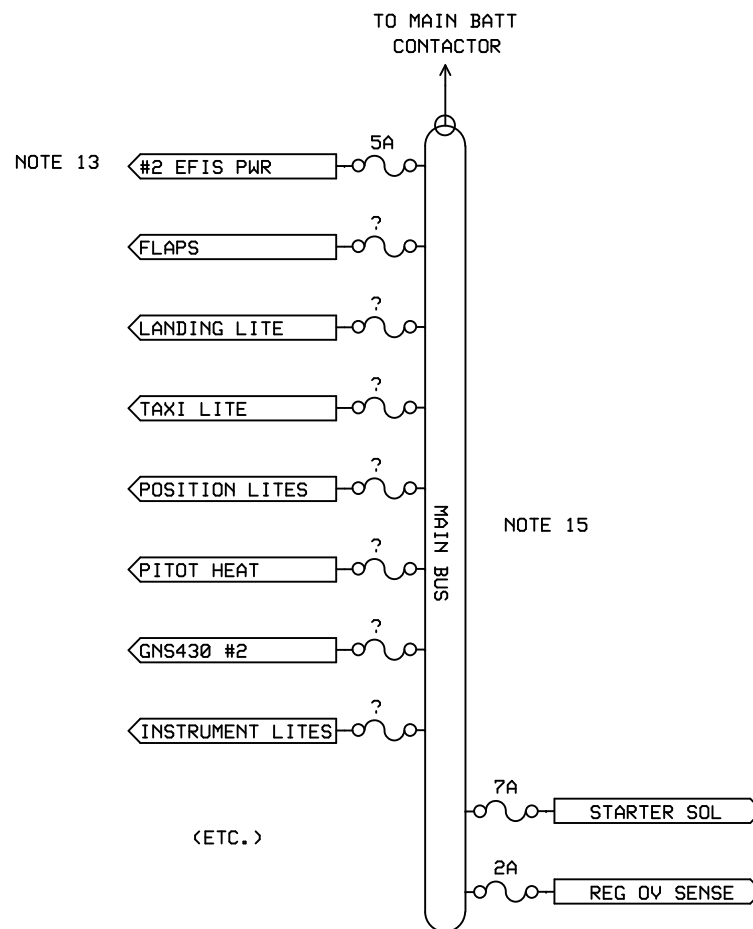 TO MAIN BATT
CONTACTOR
5A
NOTE 13
#2 EFIS PWR
?
FLAPS
?
LANDING LITE
?
TAXI LITE
?
POSITION LITES
MAIN BUS
NOTE 15
?
PITOT HEAT
?
GNS430 #2
?
INSTRUMENT LITES
7A
STARTER SOL
(ETC.)
2A
REG OV SENSE